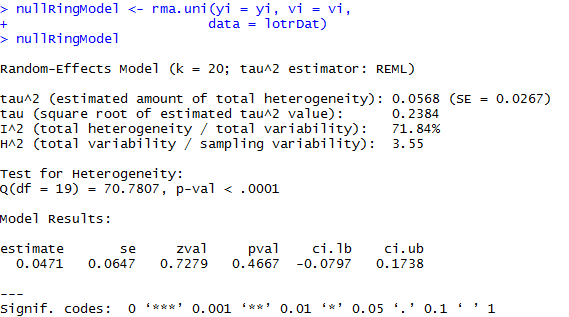 > nullRingModel <- rma.uni(yi = yi, vi = vi,
+                          data = lotrDat)
> nullRingModel

Random-Effects Model (k = 20; tau^2 estimator: REML)

tau^2 (estimated amount of total heterogeneity): 0.0568 (SE = 0.0267)
tau (square root of estimated tau^2 value):      0.2384
I^2 (total heterogeneity / total variability):   71.84%
H^2 (total variability / sampling variability):  3.55

Test for Heterogeneity:
Q(df = 19) = 70.7807, p-val < .0001

Model Results:

estimate       se     zval     pval    ci.lb    ci.ub
  0.0471   0.0647   0.7279   0.4667  -0.0797   0.1738

---
Signif. codes:  0 ‘***’ 0.001 ‘**’ 0.01 ‘*’ 0.05 ‘.’ 0.1 ‘ ’ 1